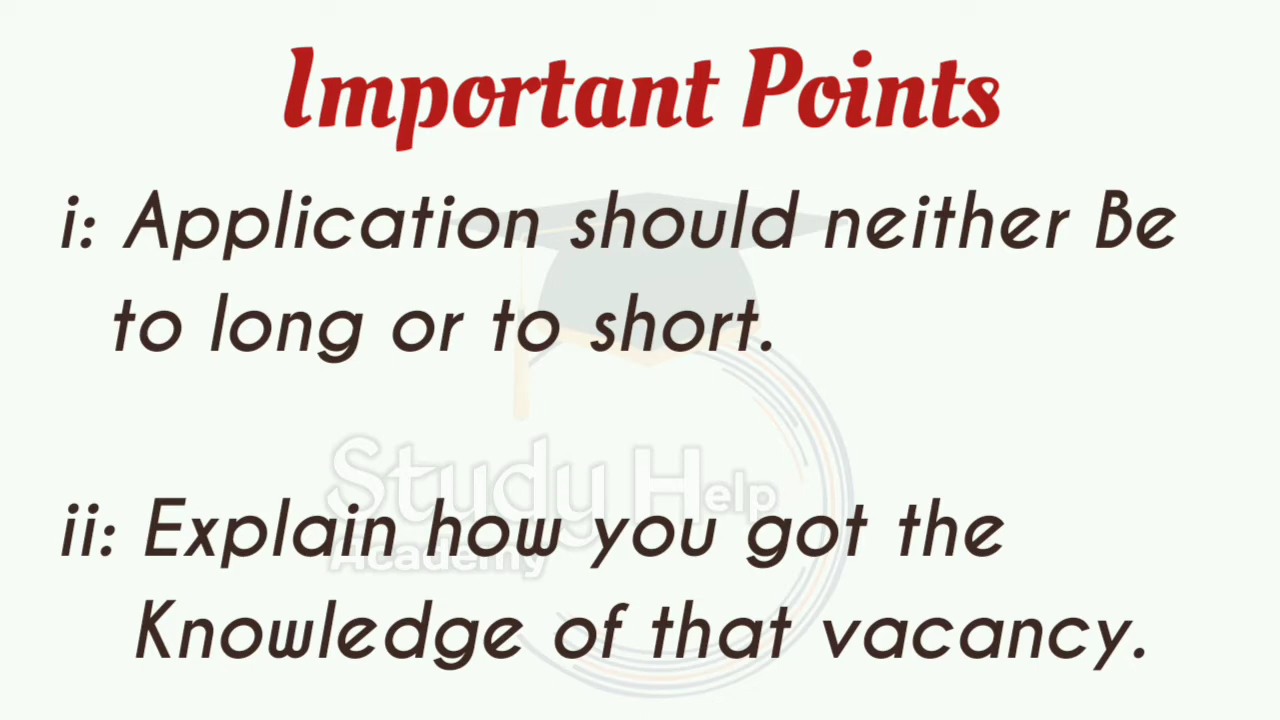 Important Points
i: Application should neither Be
to long or to short.
Study Help
ii: Explain how you got the
Academy
Knowledge of that vacancy.